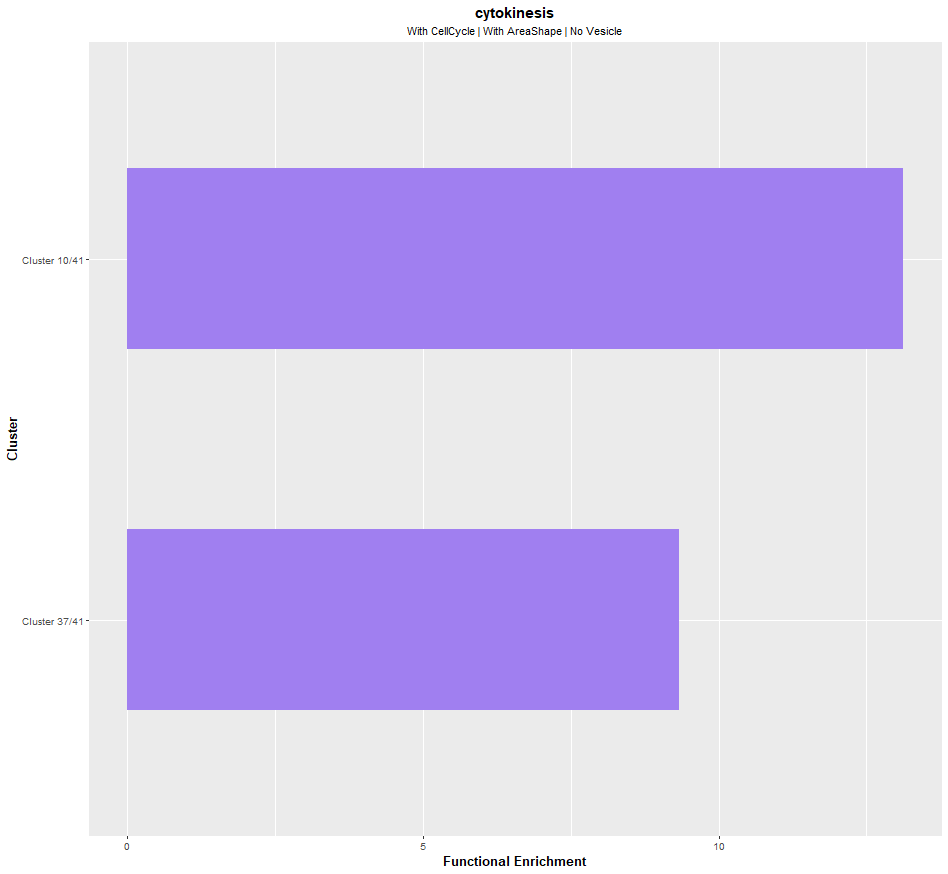 cytokinesis
With CellCycle | With AreaShape | No Vesicle
Cluster 10/41
Cluster
Cluster 37/41
0 5 10
Functional Enrichment